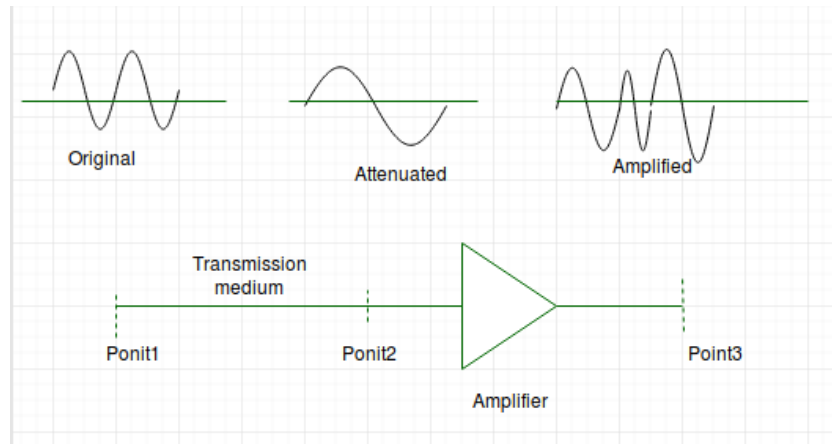 Original
Attenuated
Amplified
Transmission
medium
Ponit1
Ponit2
Point3
Amplifier